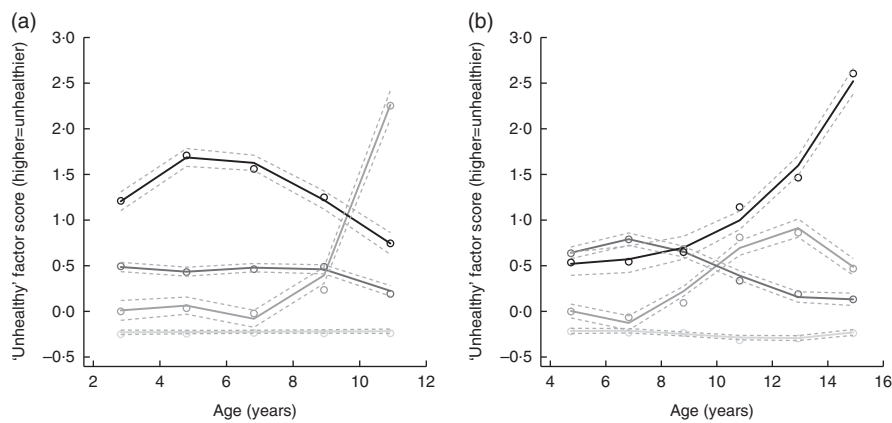 (a)
'Unhealthy' factor score (higher=unhealthier)
3·0
2·5
2·0
1·5
1·0
0·5
0·0
–0·5
2 4 6 8 10 12
Age (years)
(b)
'Unhealthy' factor score (higher=unhealthier)
3·0
2·5
2·0
1·5
1·0
0·5
0·0
–0·5
4 6 8 10 12 14 16
Age (years)